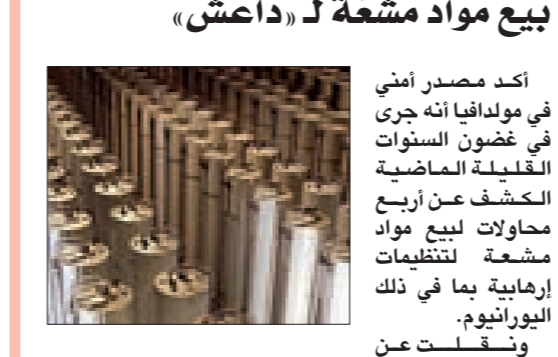 بيع مواد مشعّة لـ «داعش»
أكد مصدر أمني
في مولدافيا أنه جرى
في غضون السنوات
القليلة الماضية
الكشف عن أربع
محاولات لبيع مواد
مشعة لتنظيمات
إرهابية بما في ذلك
اليورانيوم.
ونقلت عن